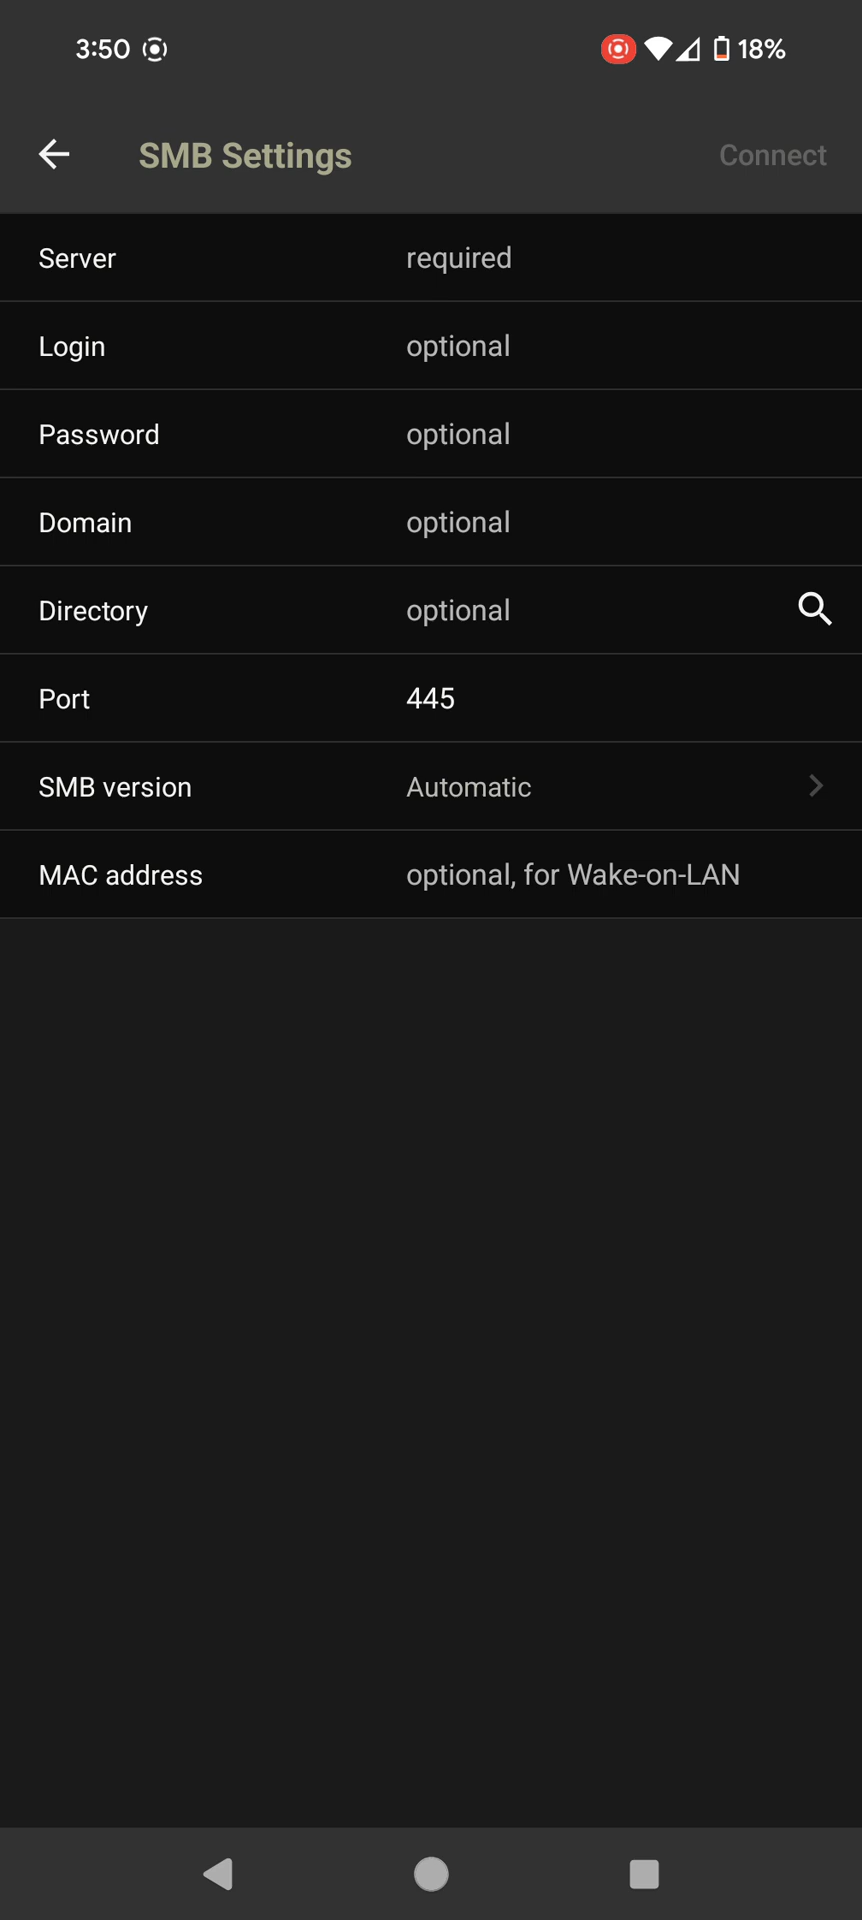 3:50 18%
SMB Settings Connect
Server required
Login optional
Password optional
Domain optional
Directory optional
Port 445
SMB version Automatic
MAC address optional, for Wake-on-LAN